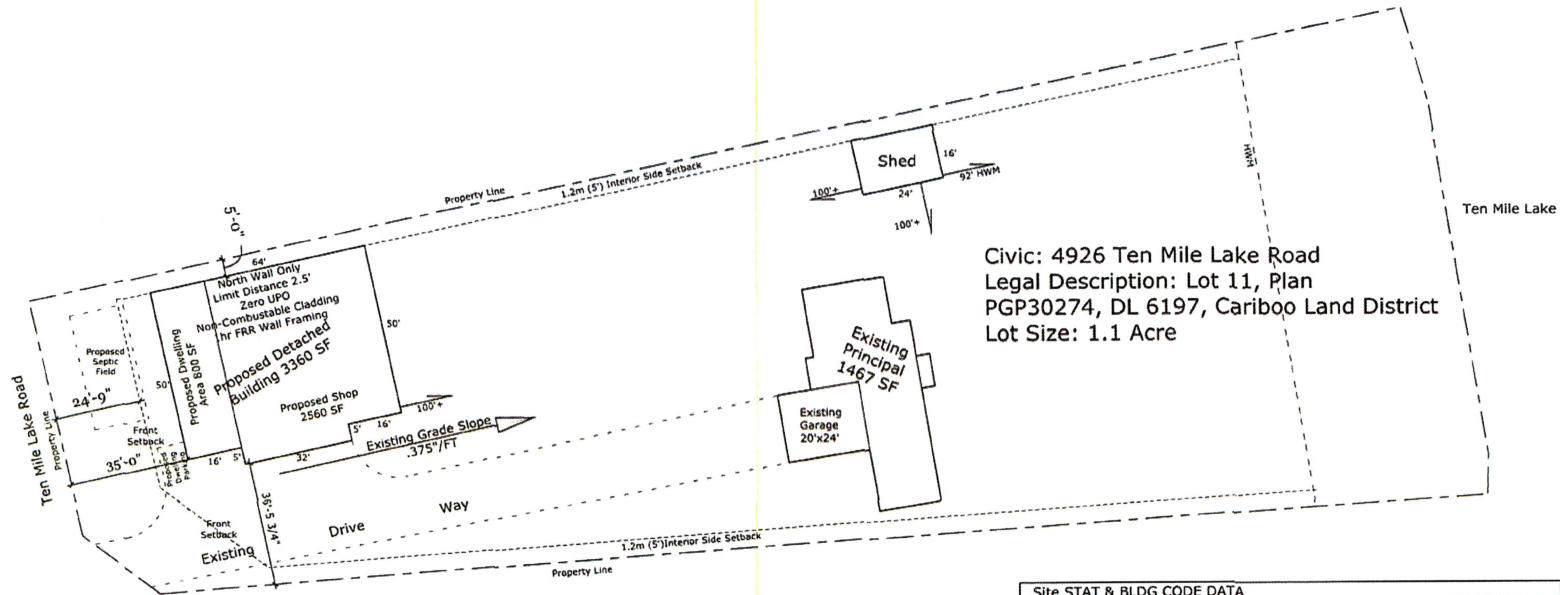 Ten Mile Lake Road
Property Line
Proposed
Septic
Field
24'-9"
Front
Setback
35'-0"
Proposed
Dwelling
Parking
16'
5'
50'
Proposed Dwelling
Area 800 SF
5'-0"
64'
North Wall Only
Limit Distance 2.5'
Zero UPO
Non-Combustable Cladding
hr FRR Wall Framing
Proposed Detached
Building 3360 SF
50'
Proposed Shop
2560 SF
5'
16'
100'+
32'
Existing Grade Slope
.375"/FT
36'-5 3/4"
Front
Setback
Existing
Drive
Way
Property Line
1.2m (5') Interior Side Setback
Shed
16'
24'
100'+
92' HWM
100'+
HWM
Ten Mile Lake
Civic: 4926 Ten Mile Lake Road
Legal Description: Lot 11, Plan
PGP30274, DL 6197, Cariboo Land District
Lot Size: 1.1 Acre
Existing
Principal
1467 SF
Existing
Garage
20'x24'
1.2m (5')Interior Side Setback
Property Line
Site STAT & BLDG CODE DATA